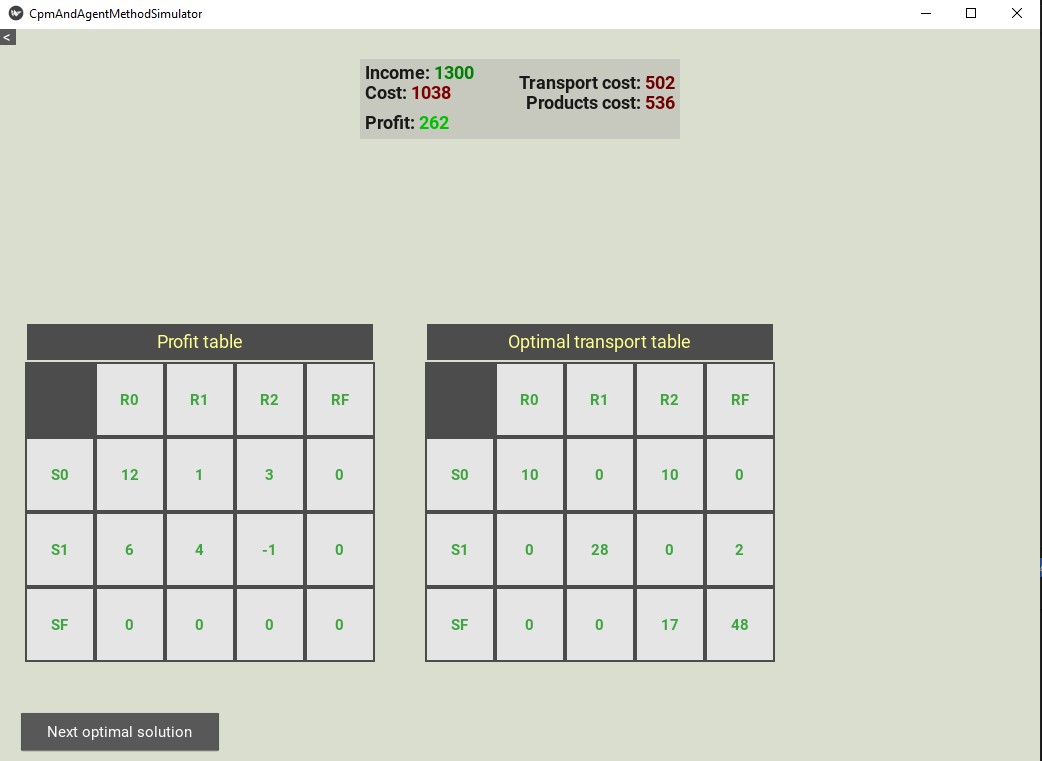 CpmAndAgentMethodSimulator
<
Income: 1300
Cost: 1038
Profit: 262
Transport cost: 502
Products cost: 536
Profit table
R0 R1 R2 RF
S0 12 1 3 0
S1 6 4 -1 0
SF 0 0 0 0
Optimal transport table
R0 R1 R2 RF
S0 10 0 10 0
S1 0 28 0 2
SF 0 0 17 48
Next optimal solution